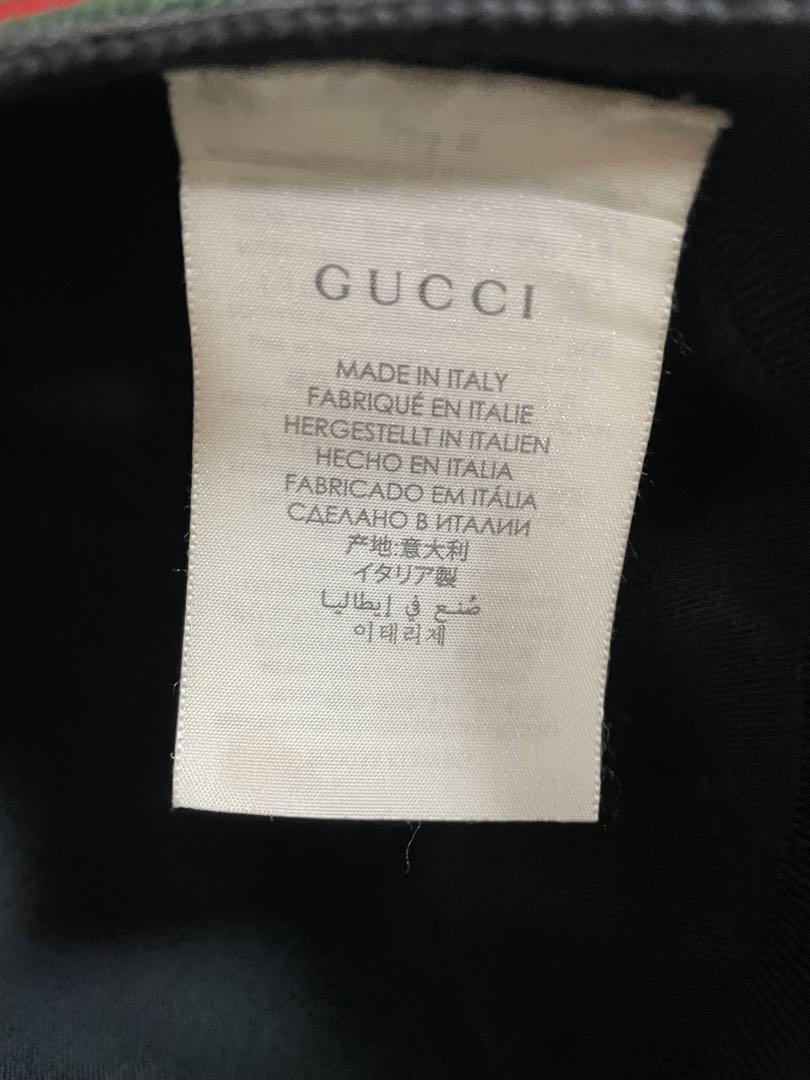 GUCCI
MADE IN ITALY
FABRIQUÉ EN ITALIE
HERGESTELLT IN ITALIEN
HECHO EN ITALIA
FABRICADO EM ITÁLIA
СДЕЛАНО В ИТАЛИИ
产地:意大利
イタリア製
صُنع في إيطاليا
이태리제